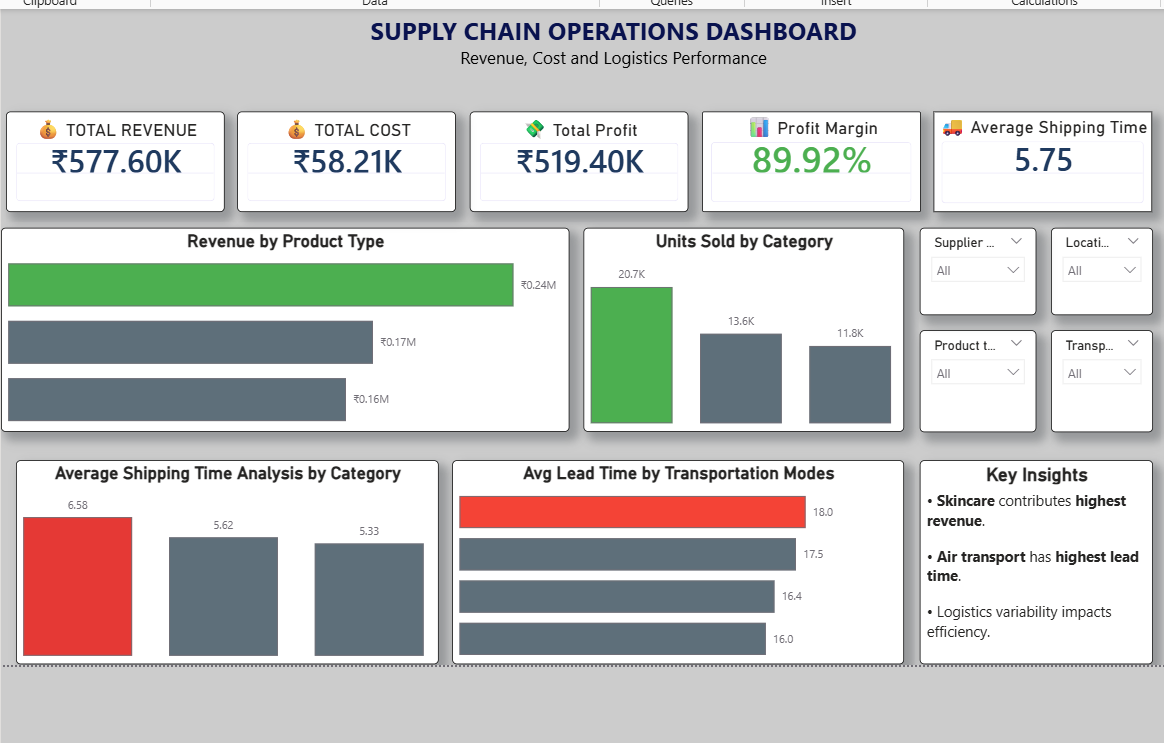 Clipboard
Data
Queries
Insert
Calculations
SUPPLY CHAIN OPERATIONS DASHBOARD
Revenue, Cost and Logistics Performance
TOTAL REVENUE
₹577.60K
TOTAL COST
₹58.21K
Total Profit
₹519.40K
Profit Margin
89.92%
Average Shipping Time
5.75
Revenue by Product Type
₹0.24M
₹0.17M
₹0.16M
Units Sold by Category
20.7K
13.6K
11.8K
Supplier ...
All
Locati...
All
Product t...
All
Transp...
All
Average Shipping Time Analysis by Category
6.58
5.62
5.33
Avg Lead Time by Transportation Modes
18.0
17.5
16.4
16.0
Key Insights
• Skincare contributes highest
revenue.
• Air transport has highest lead
time.
• Logistics variability impacts
efficiency.